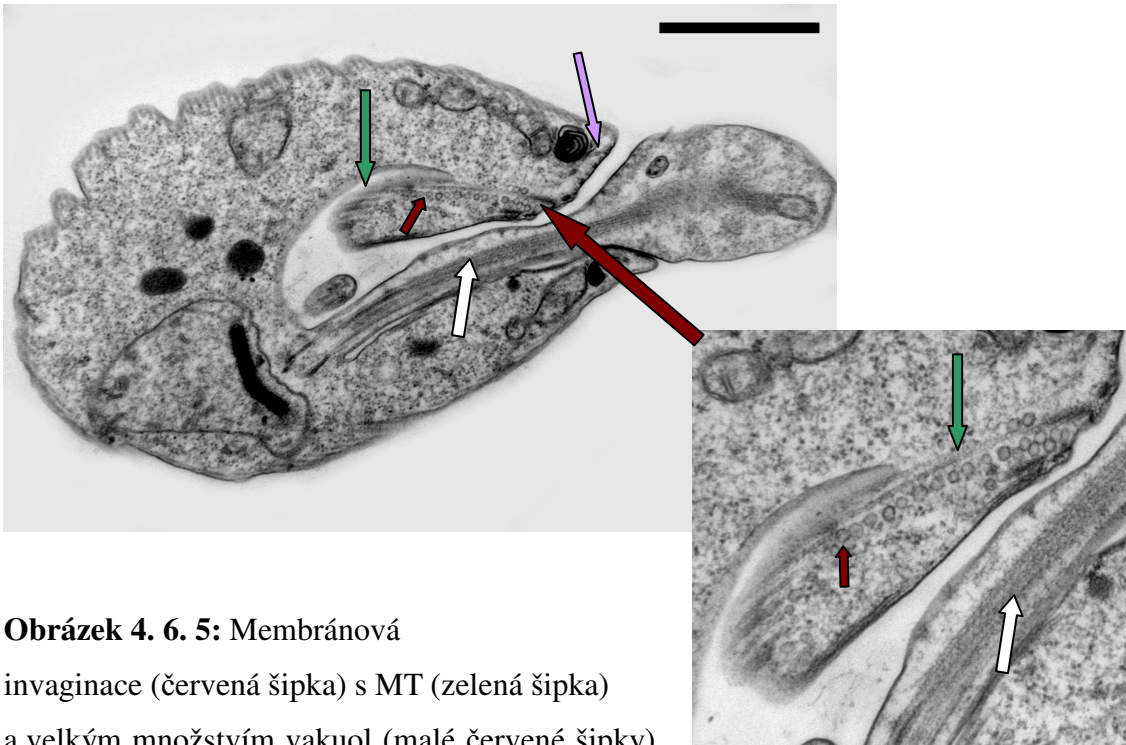 Obrázek 4. 6. 5: Membránová
invaginace (červená šipka) s MT (zelená šipka)
a velkým množstvím vakuol (malé červené šipky)